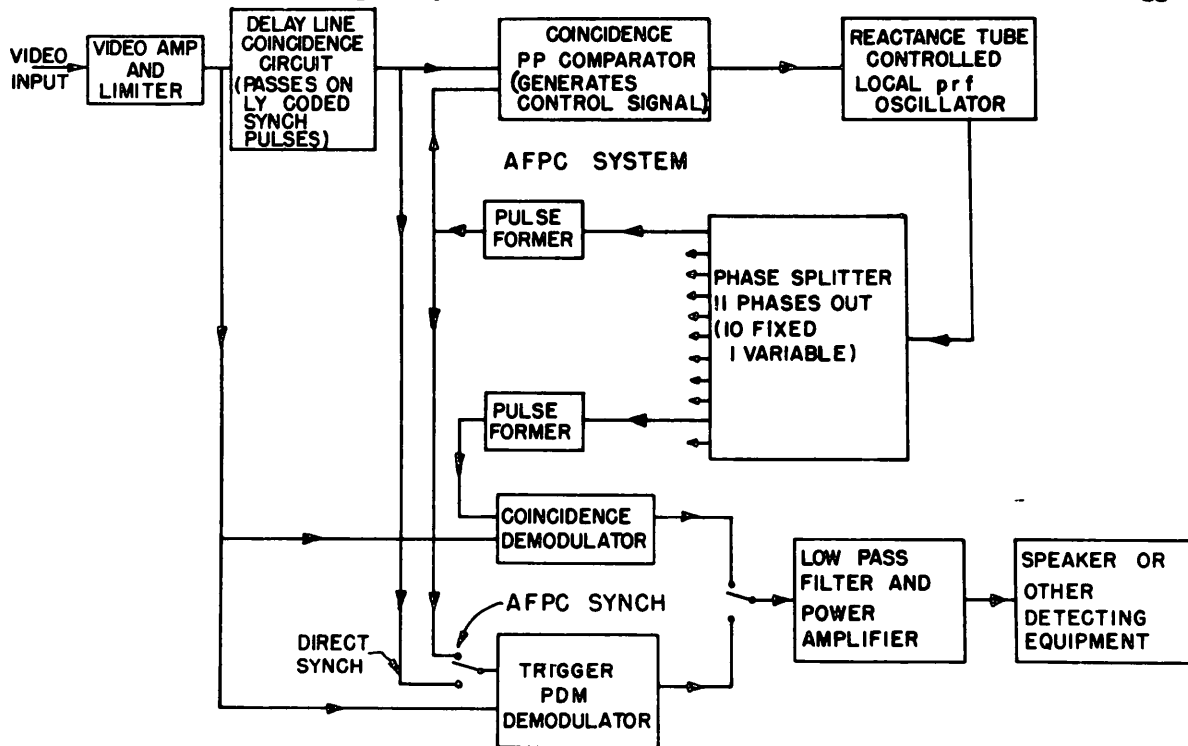 VIDEO
INPUT
VIDEO AMP
AND
LIMITER
DELAY LINE
COINCIDENCE
CIRCUIT
(PASSES ON
LY CODED
SYNCH
PULSES)
COINCIDENCE
PP COMPARATOR
(GENERATES
CONTROL SIGNAL)
REACTANCE TUBE
CONTROLLED
LOCAL prf
OSCILLATOR
AFPC SYSTEM
PULSE
FORMER
PHASE SPLITTER
11 PHASES OUT
(10 FIXED
1 VARIABLE)
PULSE
FORMER
COINCIDENCE
DEMODULATOR
LOW PASS
FILTER AND
POWER
AMPLIFIER
SPEAKER OR
OTHER
DETECTING
EQUIPMENT
AFPC SYNCH
DIRECT
SYNCH
TRIGGER
PDM
DEMODULATOR